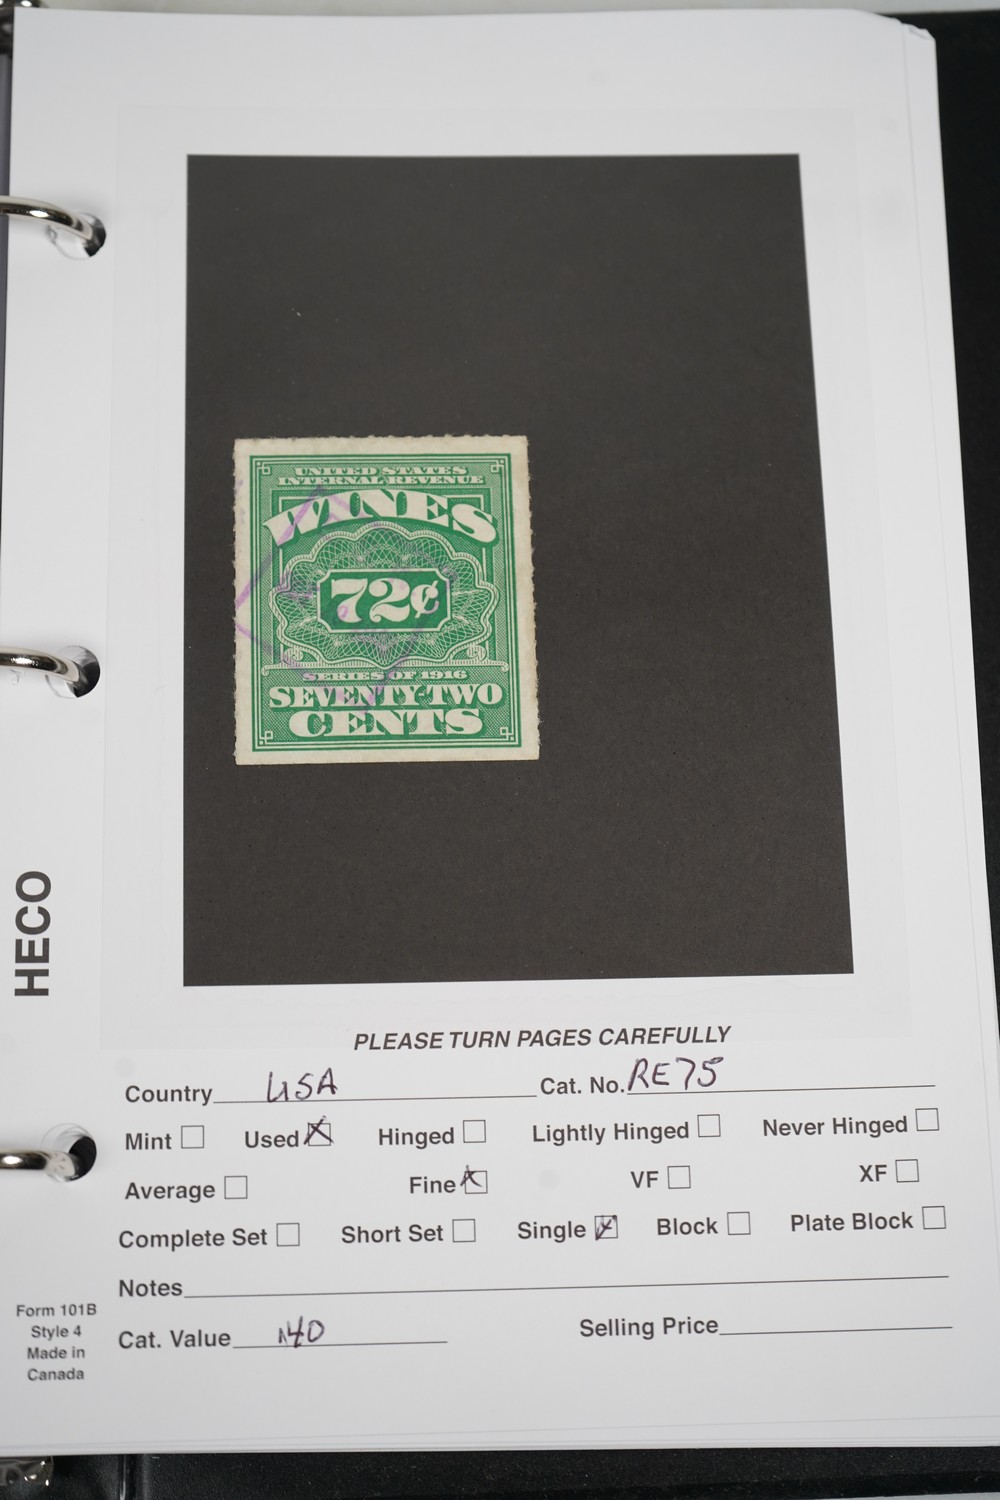 UNITED STATES
INTERNAL REVENUE
WINES
72¢
SERIES OF 1916
SEVENTY-TWO
CENTS
HECO
PLEASE TURN PAGES CAREFULLY
Country USA Cat. No. RE75
Mint Used Hinged Lightly Hinged Never Hinged
Average Fine VF XF
Complete Set Short Set Single Block Plate Block
Notes
Cat. Value .40 Selling Price
Form 101B
Style 4
Made in
Canada